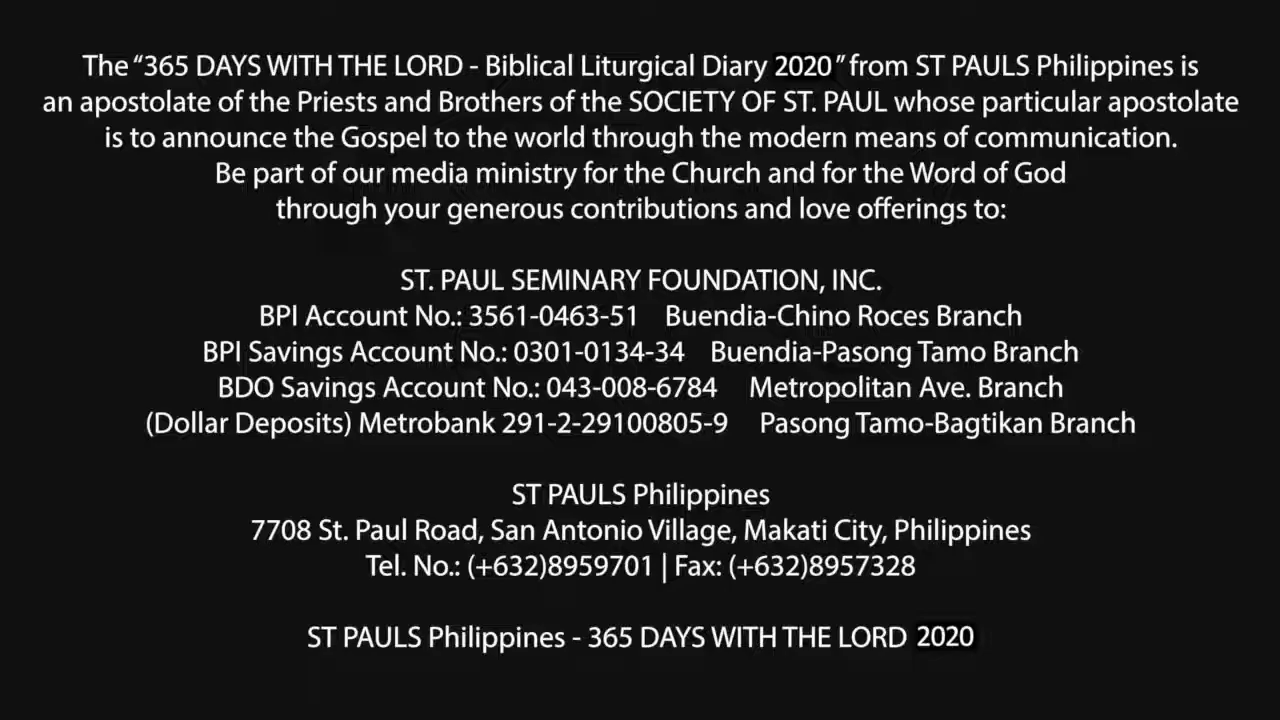 The “365 DAYS WITH THE LORD - Biblical Liturgical Diary 2020” from ST PAULS Philippines is
an apostolate of the Priests and Brothers of the SOCIETY OF ST. PAUL whose particular apostolate
is to announce the Gospel to the world through the modern means of communication.
Be part of our media ministry for the Church and for the Word of God
through your generous contributions and love offerings to:
ST. PAUL SEMINARY FOUNDATION, INC.
BPI Account No.: 3561-0463-51 Buendia-Chino Roces Branch
BPI Savings Account No.: 0301-0134-34 Buendia-Pasong Tamo Branch
BDO Savings Account No.: 043-008-6784 Metropolitan Ave. Branch
(Dollar Deposits) Metrobank 291-2-29100805-9 Pasong Tamo-Bagtikan Branch
ST PAULS Philippines
7708 St. Paul Road, San Antonio Village, Makati City, Philippines
Tel. No.: (+632)8959701 | Fax: (+632)8957328
ST PAULS Philippines - 365 DAYS WITH THE LORD 2020